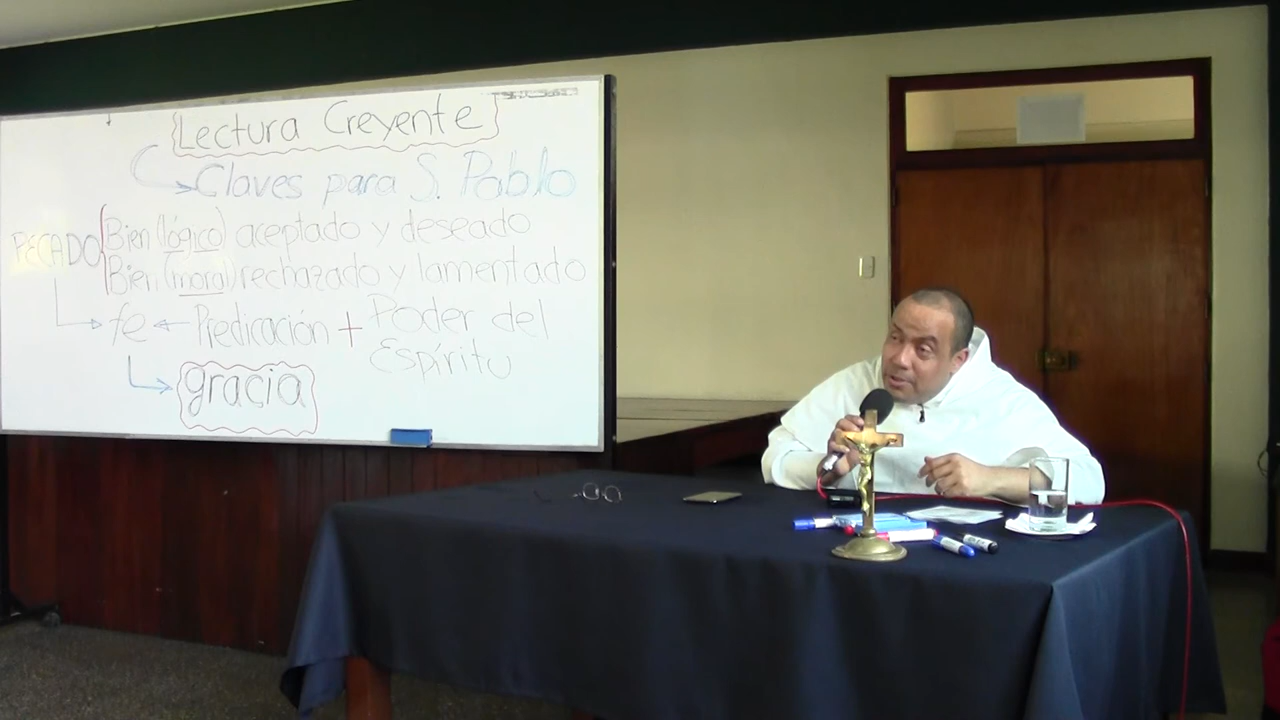 Lectura Creyente
Claves para S. Pablo
PECADO Bien (lógico) aceptado y deseado
Bien (moral) rechazado y lamentado
fe Predicación + Poder del
Espíritu
gracia